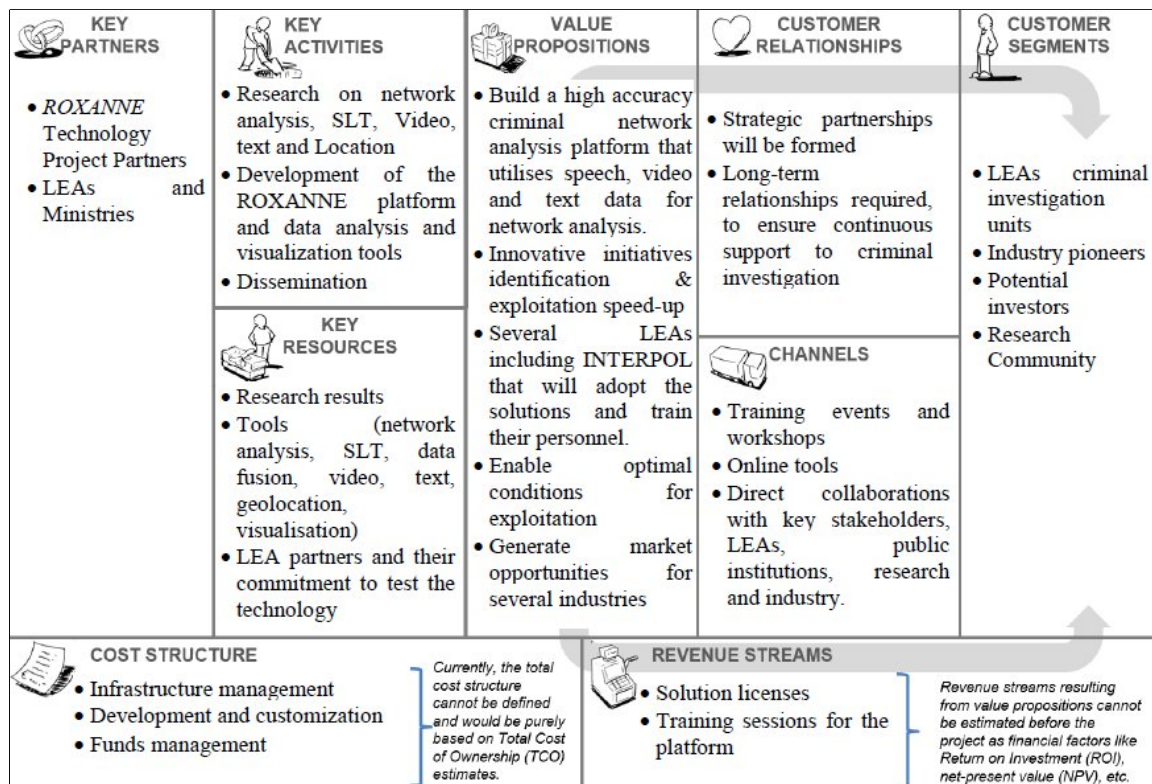 KEY
PARTNERS
• ROXANNE
Technology
Project Partners
• LEAs and
Ministries
KEY
ACTIVITIES
• Research on network
analysis, SLT, Video,
text and Location
• Development of the
ROXANNE platform
and data analysis and
visualization tools
• Dissemination
KEY
RESOURCES
• Research results
• Tools (network
analysis, SLT, data
fusion, video, text,
geolocation,
visualisation)
• LEA partners and their
commitment to test the
technology
VALUE
PROPOSITIONS
• Build a high accuracy
criminal network
analysis platform that
utilises speech, video
and text data for
network analysis.
• Innovative initiatives
identification &
exploitation speed-up
• Several LEAs
including INTERPOL
that will adopt the
solutions and train
their personnel.
• Enable optimal
conditions for
exploitation
• Generate market
opportunities for
several industries
CUSTOMER
RELATIONSHIPS
• Strategic partnerships
will be formed
• Long-term
relationships required,
to ensure continuous
support to criminal
investigation
CHANNELS
• Training events and
workshops
• Online tools
• Direct collaborations
with key stakeholders,
LEAs, public
institutions, research
and industry.
CUSTOMER
SEGMENTS
• LEAs criminal
investigation
units
• Industry pioneers
• Potential
investors
• Research
Community
COST STRUCTURE
• Infrastructure management
• Development and customization
• Funds management
Currently, the total
cost structure
cannot be defined
and would be purely
based on Total Cost
of Ownership (TCO)
estimates.
REVENUE STREAMS
• Solution licenses
• Training sessions for the
platform
Revenue streams resulting
from value propositions cannot
be estimated before the
project as financial factors like
Return on Investment (ROI),
net-present value (NPV), etc.